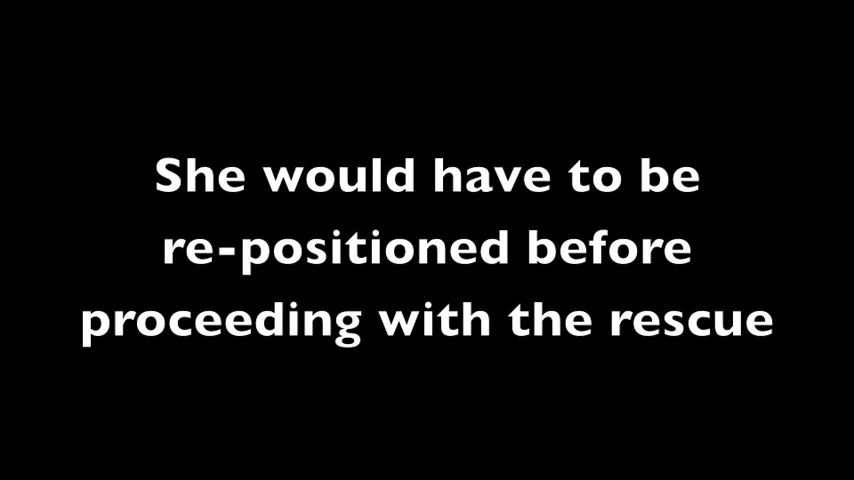 She would have to be
re-positioned before
proceeding with the rescue